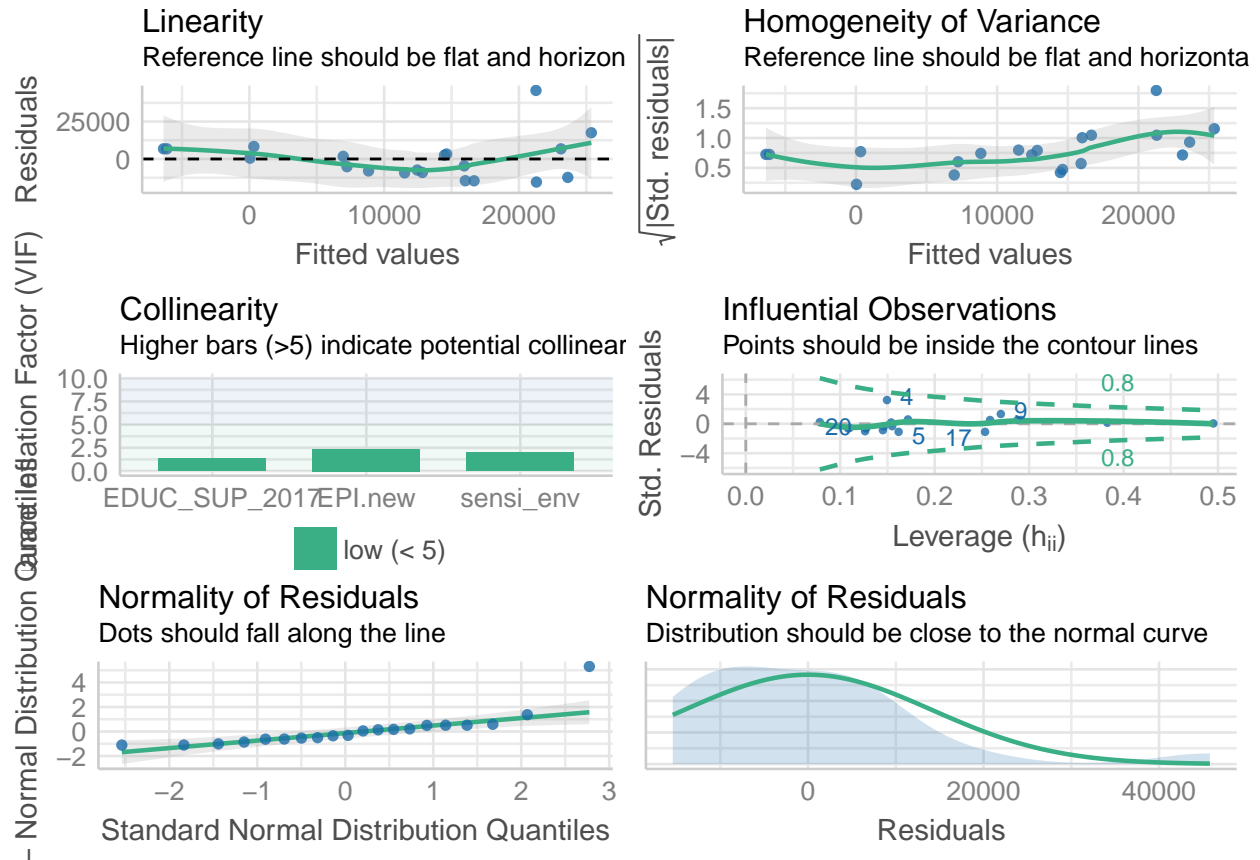 Linearity
Reference line should be flat and horizon
Residuals
25000
0
0
10000
20000
Fitted values
Homogeneity of Variance
Reference line should be flat and horizonta
√|Std. residuals|
1.5
1.0
0.5
0
10000
20000
Fitted values
Collinearity
Higher bars (>5) indicate potential collinear
Factor (VIF)
10.0
7.5
5.0
2.5
0.0
EDUC_SUP_2017
EPI.new
sensi_env
low (< 5)
Influential Observations
Points should be inside the contour lines
Std. Residuals
4
0
−4
0.8
4
9
20
5
17
0.8
0.0
0.1
0.2
0.3
0.4
0.5
Leverage (hii)
Normality of Residuals
Dots should fall along the line
− Normal Distribution
4
2
0
−2
−2
−1
0
1
2
3
Standard Normal Distribution Quantiles
Normality of Residuals
Distribution should be close to the normal curve
0
20000
40000
Residuals